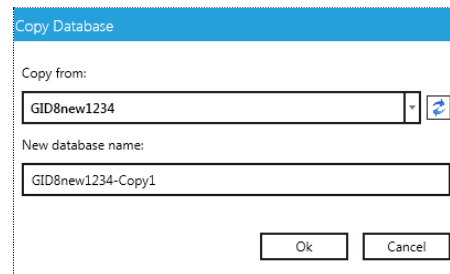 Copy Database
Copy from:
GID8new1234
New database name:
GID8new1234-Copy1
Ok
Cancel